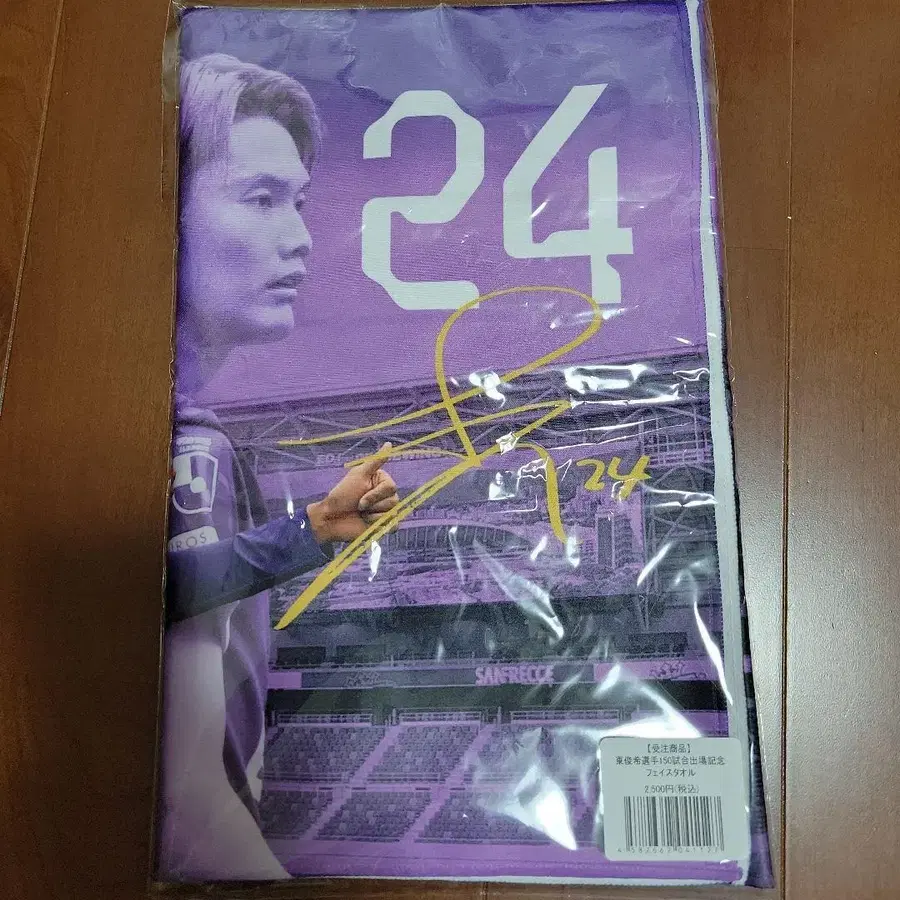 24
24
SANFRECCE
【受注商品】
東俊希選手150試合出場記念
フェイスタオル
2,500円(税込)